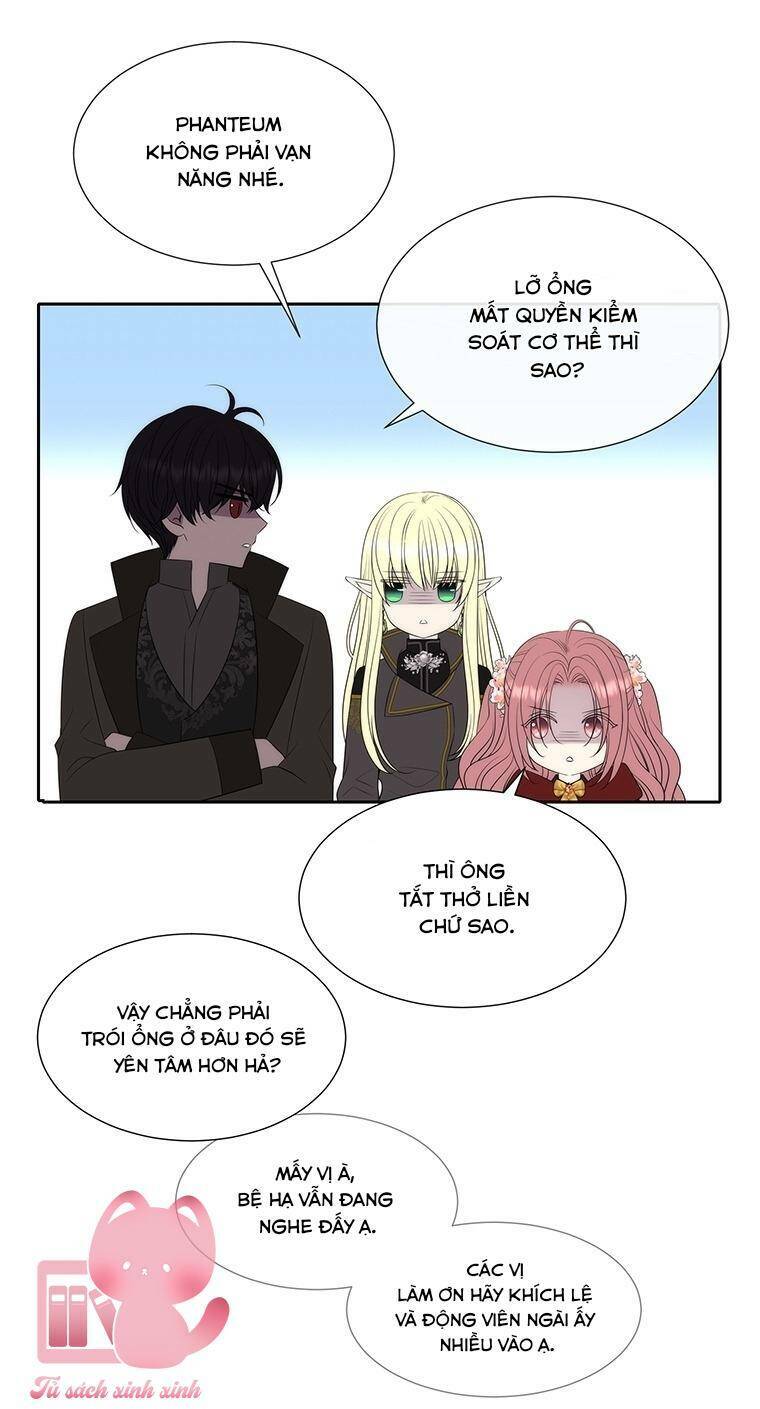 PHANTEUM
KHÔNG PHẢI VẠN
NĂNG NHÉ.
LỠ ỔNG
MẤT QUYỀN KIỂM
SOÁT CƠ THỂ THÌ
SAO?
THÌ ÔNG
TẮT THỞ LIỀN
CHỨ SAO.
VẬY CHẲNG PHẢI
TRÓI ỔNG Ở ĐÂU ĐÓ SẼ
YÊN TÂM HƠN HẢ?
MẤY VỊ À,
BỆ HẠ VẪN ĐANG
NGHE ĐẤY Ạ.
CÁC VỊ
LÀM ƠN HÃY KHÍCH LỆ
VÀ ĐỘNG VIÊN NGÀI ẤY
NHIỀU VÀO Ạ.
Tủ sách xinh xinh